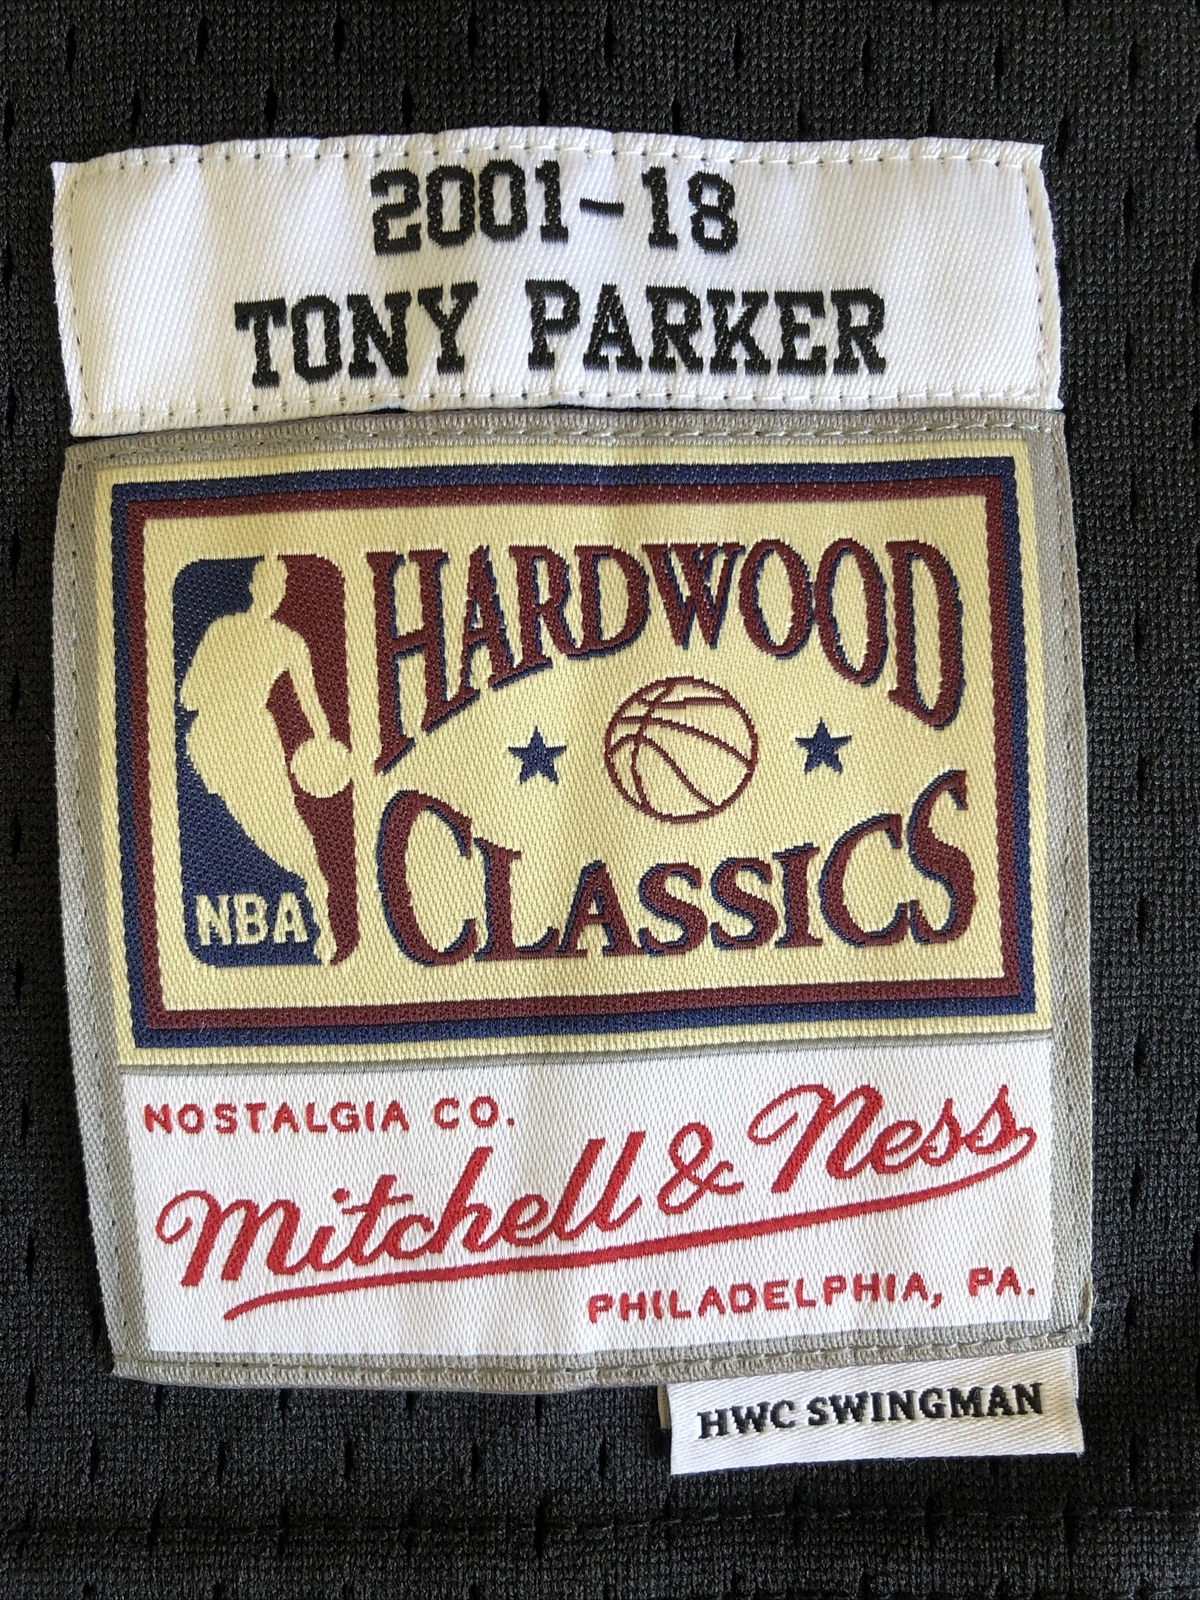 2001-18
TONY PARKER
HARDWOOD
CLASSICS
NBA
NOSTALGIA CO.
Mitchell & Ness
PHILADELPHIA, PA.
HWC SWINGMAN